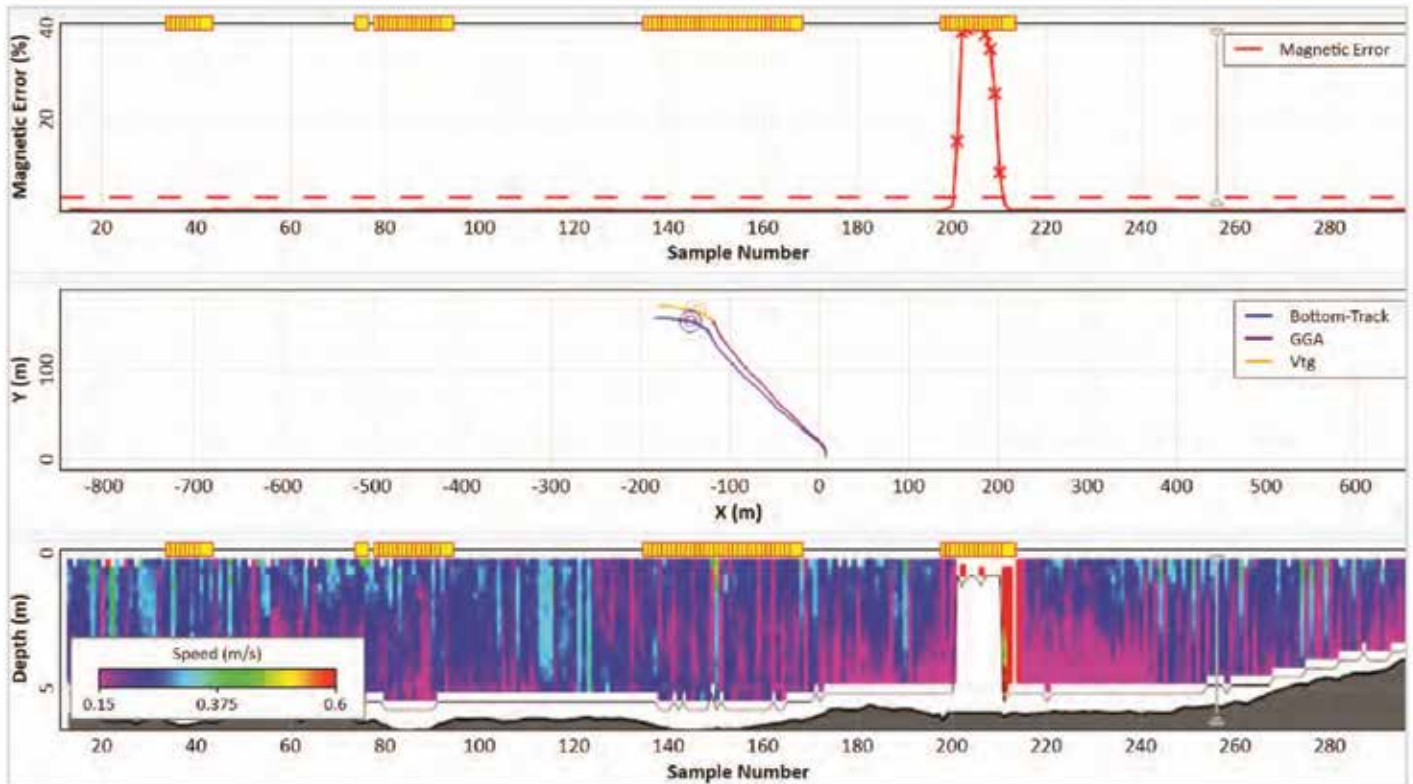 40
20
Magnetic Error (%)
Magnetic Error
20 40 60 80 100 120 140 160 180 200 220 240 260 280
Sample Number
100
0
Y (m)
Bottom-Track
GGA
Vtg
-800 -700 -600 -500 -400 -300 -200 -100 0 100 200 300 400 500 600
X (m)
0
5
Depth (m)
Speed (m/s)
0.15 0.375 0.6
20 40 60 80 100 120 140 160 180 200 220 240 260 280
Sample Number